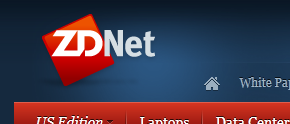 ZDNet
White Pap
US Edition Laptops Data Center